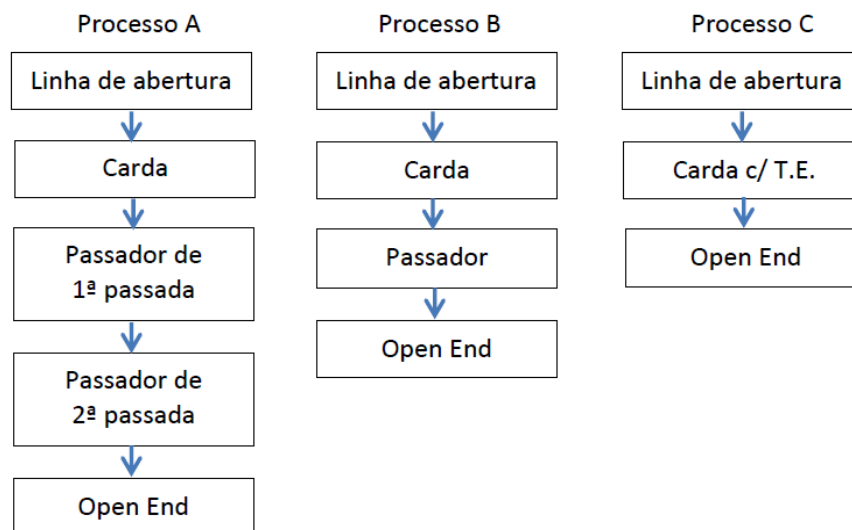 Processo A
Linha de abertura
Carda
Passador de
1ª passada
Passador de
2ª passada
Open End
Processo B
Linha de abertura
Carda
Passador
Open End
Processo C
Linha de abertura
Carda c/ T.E.
Open End